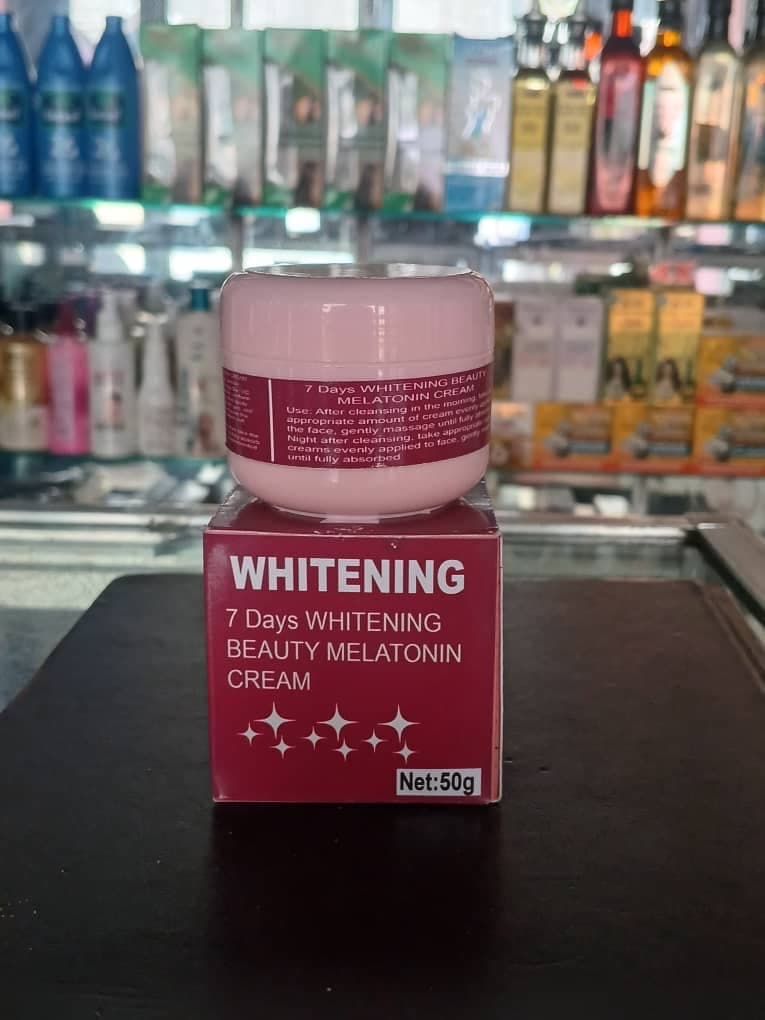 7 Days WHITENING BEAUTY
MELATONIN CREAM
Use: After cleansing in the morning,
appropriate amount of cream evenly
the face, gently massage until fully
Night after cleansing, take
creams evenly applied to face,
until fully absorbed
WHITENING
7 Days WHITENING
BEAUTY MELATONIN
CREAM
Net:50g